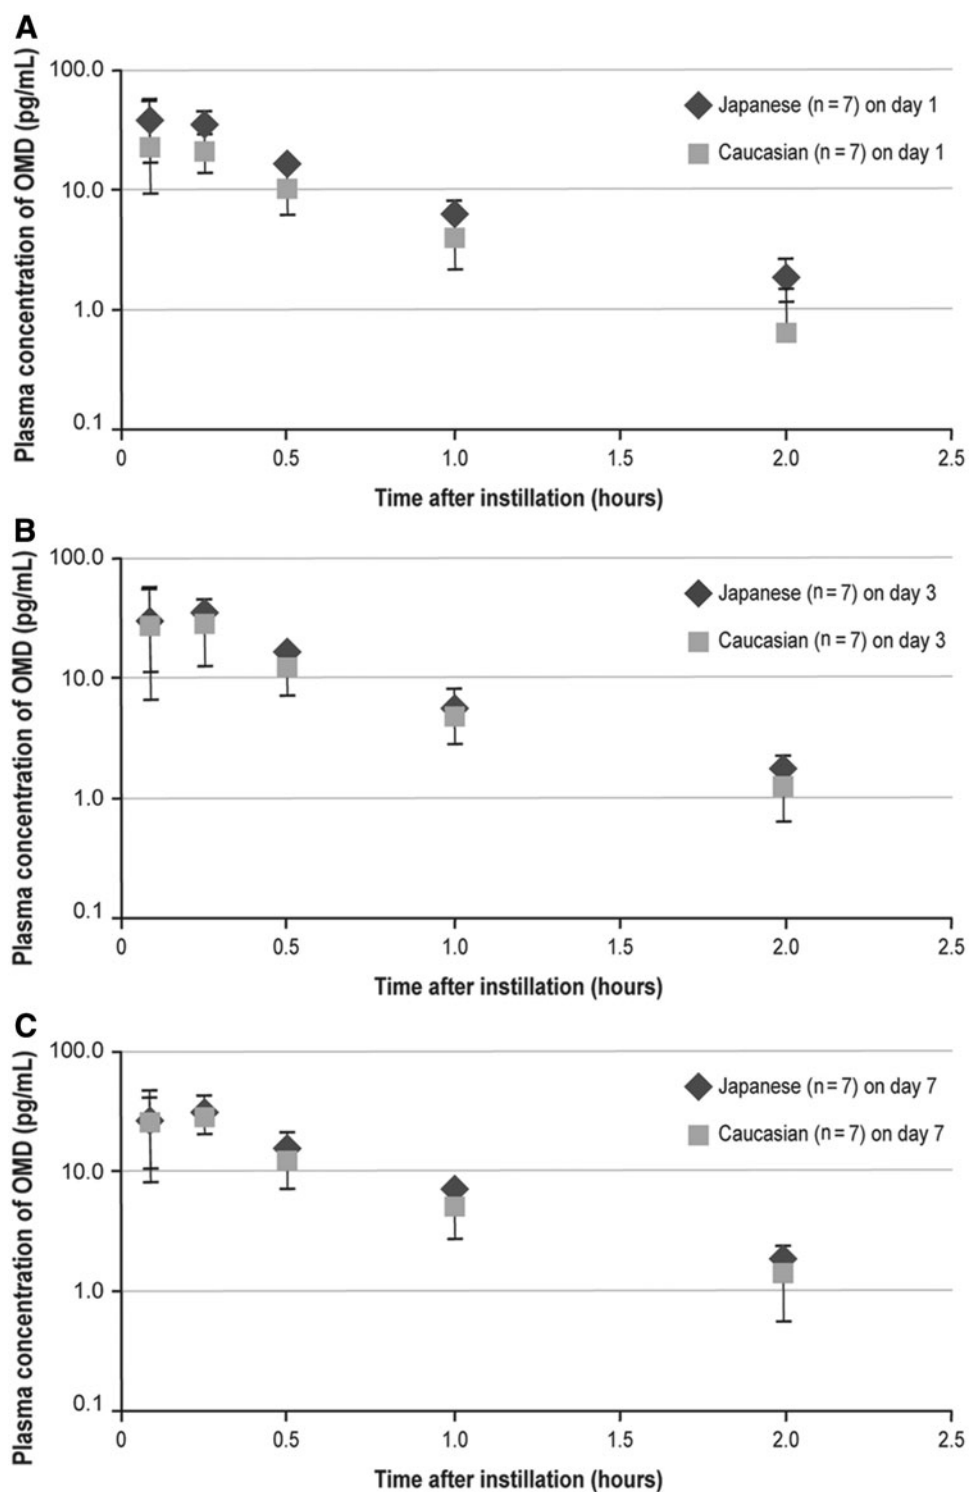 A
Plasma concentration of OMD (pg/mL)
100.0
10.0
1.0
0.1
Japanese (n = 7) on day 1
Caucasian (n = 7) on day 1
0 0.5 1.0 1.5 2.0 2.5
Time after instillation (hours)
B
Plasma concentration of OMD (pg/mL)
100.0
10.0
1.0
0.1
Japanese (n = 7) on day 3
Caucasian (n = 7) on day 3
0 0.5 1.0 1.5 2.0 2.5
Time after instillation (hours)
C
Plasma concentration of OMD (pg/mL)
100.0
10.0
1.0
0.1
Japanese (n = 7) on day 7
Caucasian (n = 7) on day 7
0 0.5 1.0 1.5 2.0 2.5
Time after instillation (hours)